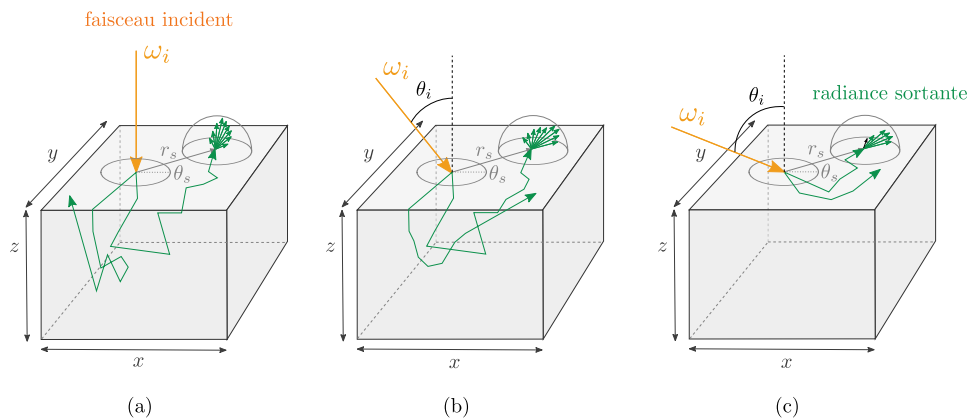 faisceau incident
ωᵢ
y
rₛ
θₛ
z
x
(a)
ωᵢ
θᵢ
y
rₛ
θₛ
z
x
(b)
θᵢ
radiance sortante
ωᵢ
y
rₛ
θₛ
z
x
(c)